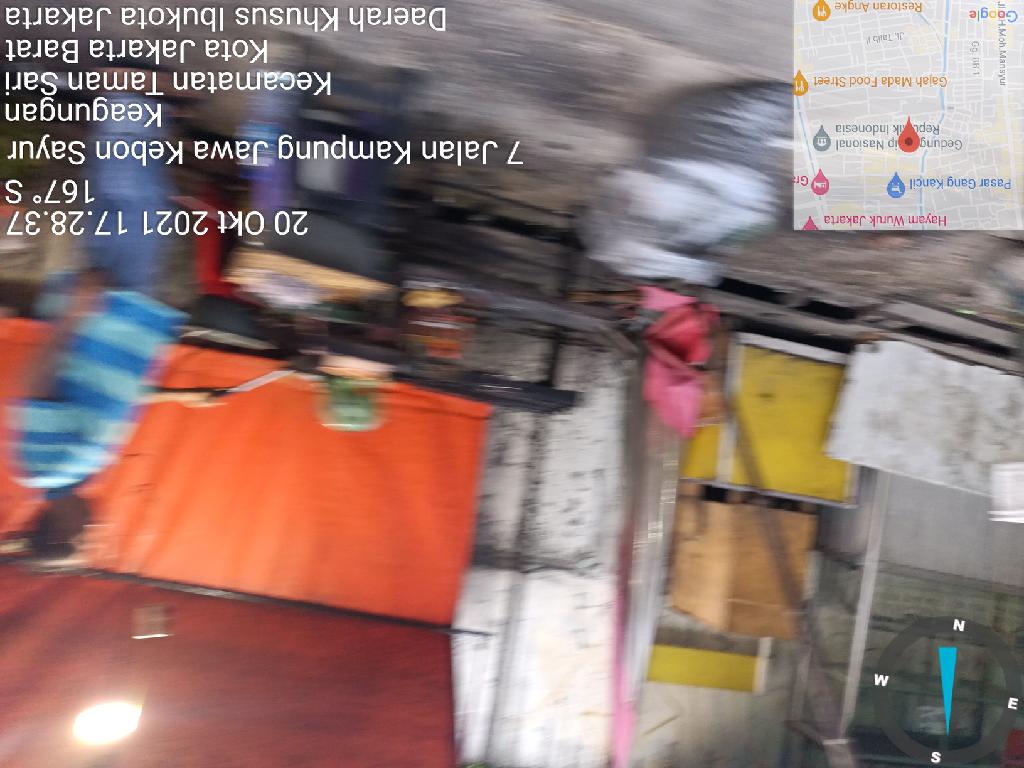 S
E
W
N
20 Okt 2021 17.28.37
167° S
7 Jalan Kampung Jawa Kebon Sayur
Keagungan
Kecamatan Taman Sari
Kota Jakarta Barat
Daerah Khusus Ibukota Jakarta
Hayam Wuruk Jakarta
Pasar Gang Kancil
Gedung Nasional
Indonesia
Gajah Mada Food Street
Jl. Talib II
Restoran Angke
Google